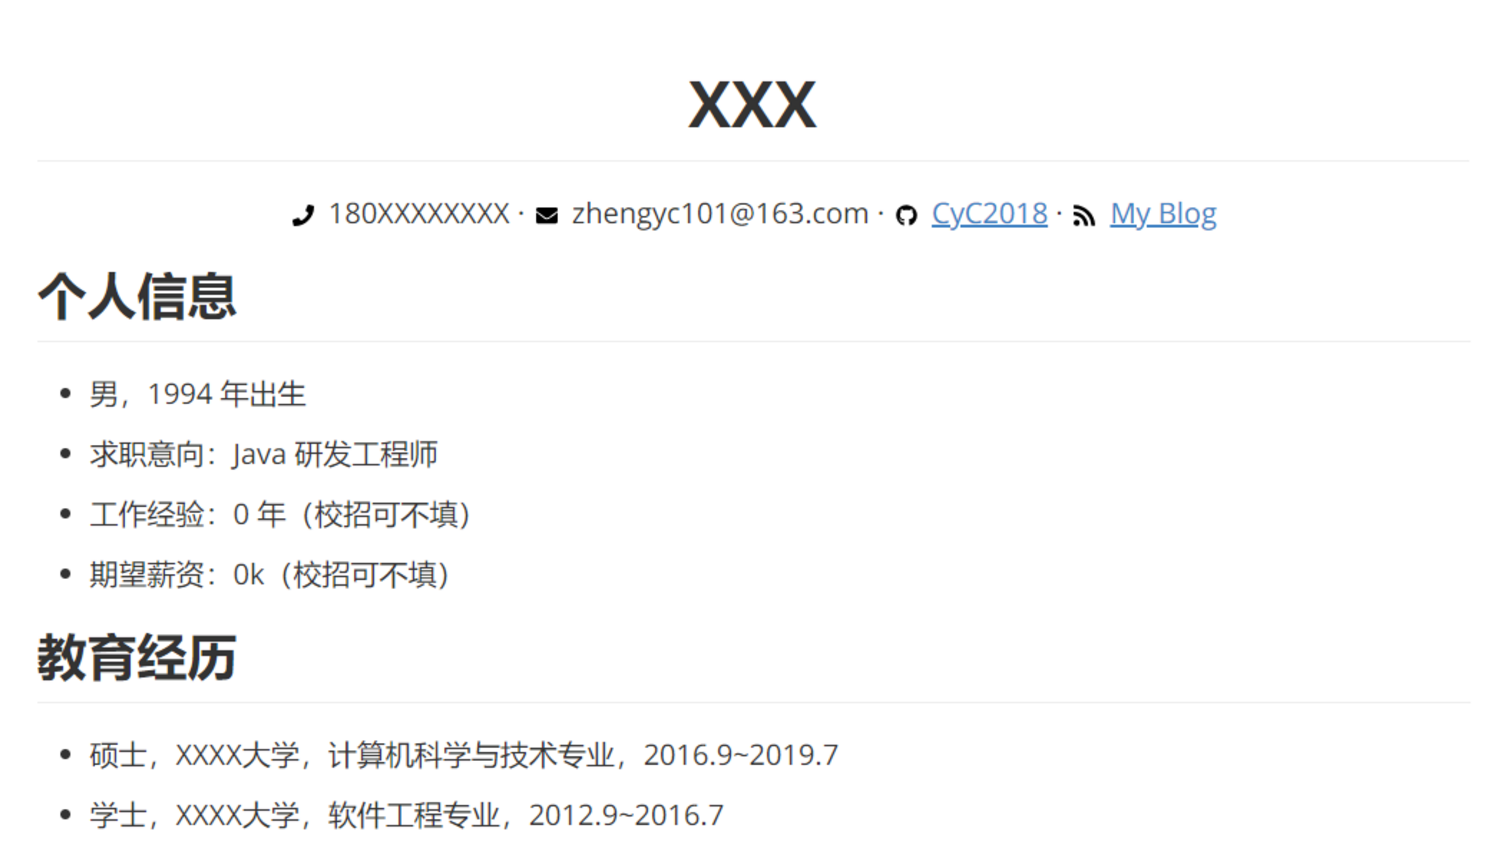 XXX
180XXXXXXXX · zhengyc101@163.com · CyC2018 · My Blog
个人信息
• 男，1994 年出生
• 求职意向：Java 研发工程师
• 工作经验：0 年（校招可不填）
• 期望薪资：0k（校招可不填）
教育经历
• 硕士，XXXX大学，计算机科学与技术专业，2016.9~2019.7
• 学士，XXXX大学，软件工程专业，2012.9~2016.7